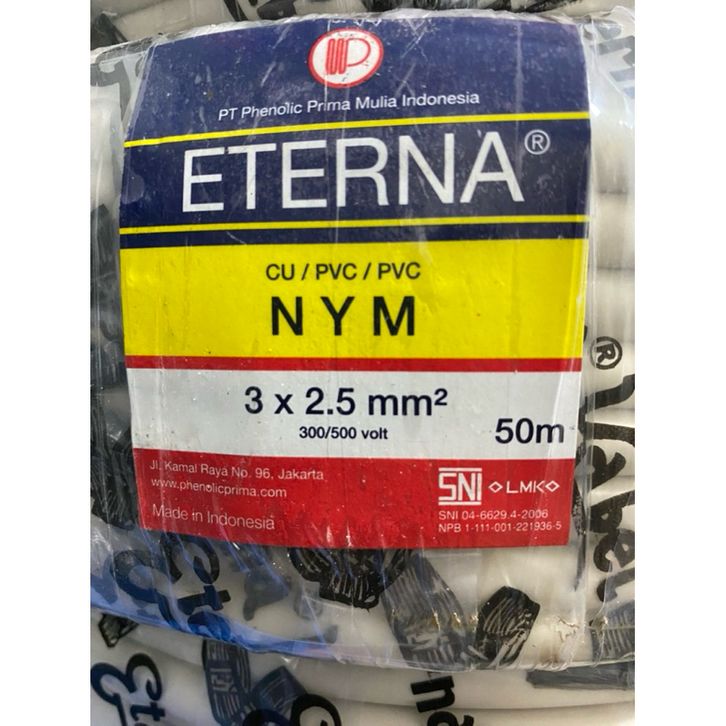 PT Phenolic Prima Mulia Indonesia
ETERNA®
CU / PVC / PVC
NYM
3 x 2.5 mm²
300/500 volt
50m
Jl. Kamal Raya No. 96, Jakarta
www.phenolicprima.com
Made in Indonesia
SNI LMK
SNI 04-6629.4-2006
NPB 1-111-001-221936-5